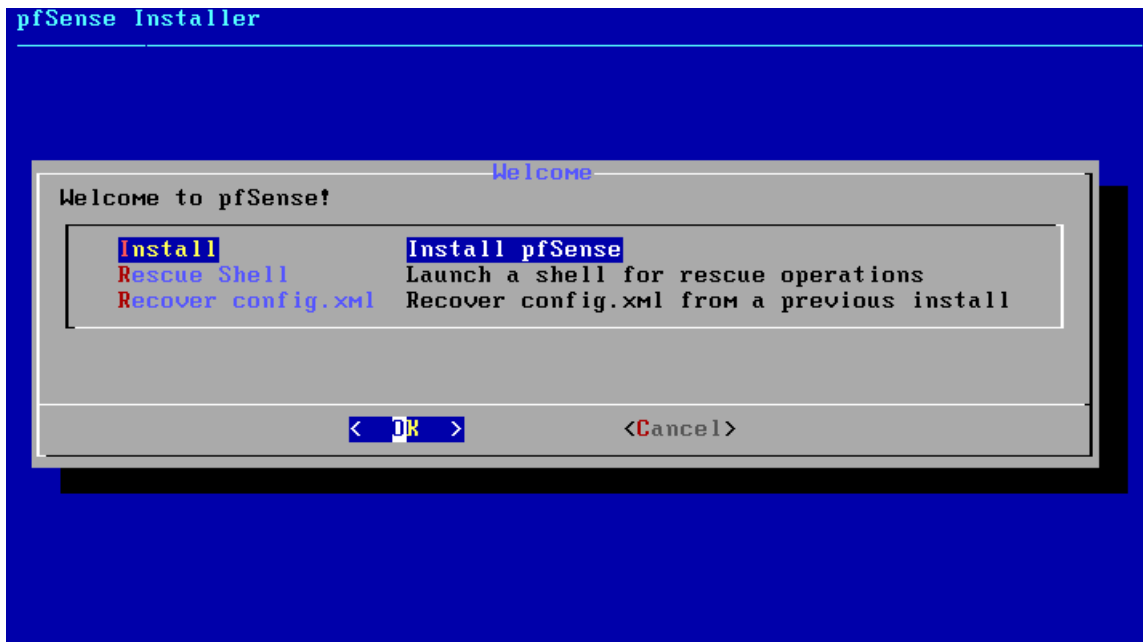 pfSense Installer
Welcome
Welcome to pfSense!
Install Install pfSense
Rescue Shell Launch a shell for rescue operations
Recover config.xml Recover config.xml from a previous install
< OK > <Cancel>